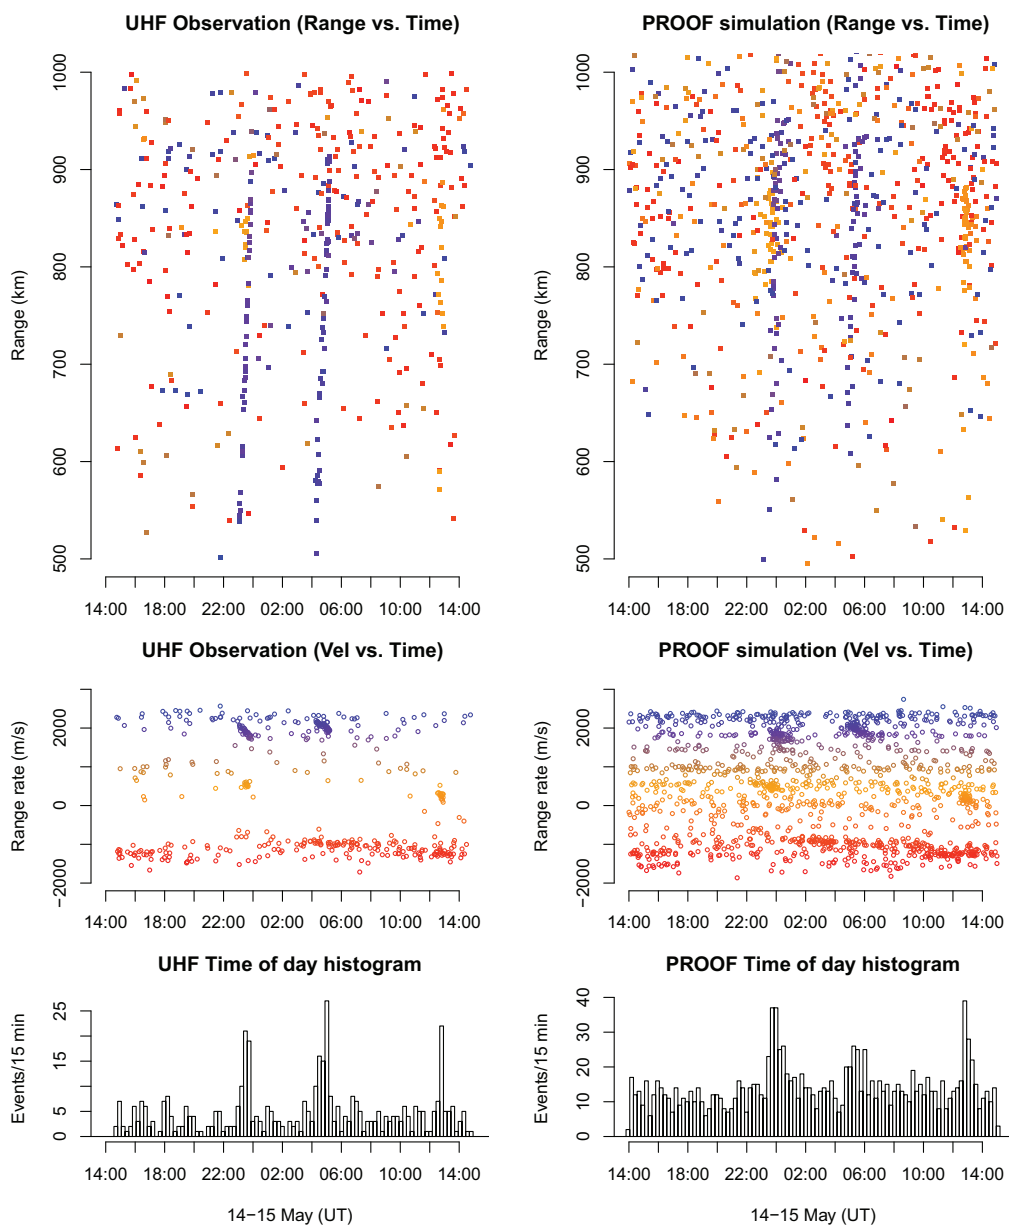 UHF Observation (Range vs. Time)
PROOF simulation (Range vs. Time)
Range (km)
500 600 700 800 900 1000
14:00 18:00 22:00 02:00 06:00 10:00 14:00
Range (km)
500 600 700 800 900 1000
14:00 18:00 22:00 02:00 06:00 10:00 14:00
UHF Observation (Vel vs. Time)
PROOF simulation (Vel vs. Time)
Range rate (m/s)
−2000 0 2000
14:00 18:00 22:00 02:00 06:00 10:00 14:00
Range rate (m/s)
−2000 0 2000
14:00 18:00 22:00 02:00 06:00 10:00 14:00
UHF Time of day histogram
PROOF Time of day histogram
Events/15 min
0 5 15 25
14:00 18:00 22:00 02:00 06:00 10:00 14:00
Events/15 min
0 10 20 30 40
14:00 18:00 22:00 02:00 06:00 10:00 14:00
14−15 May (UT)
14−15 May (UT)